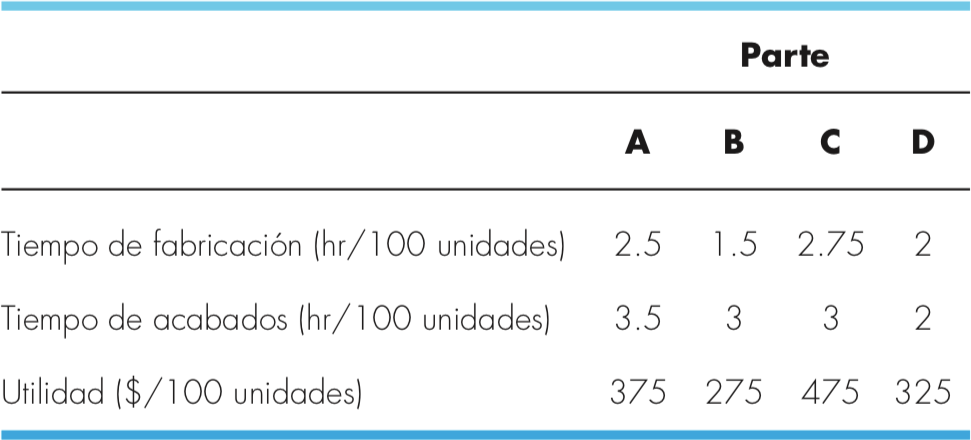 Parte
A B C D
Tiempo de fabricación (hr/100 unidades) 2.5 1.5 2.75 2
Tiempo de acabados (hr/100 unidades) 3.5 3 3 2
Utilidad ($/100 unidades) 375 275 475 325